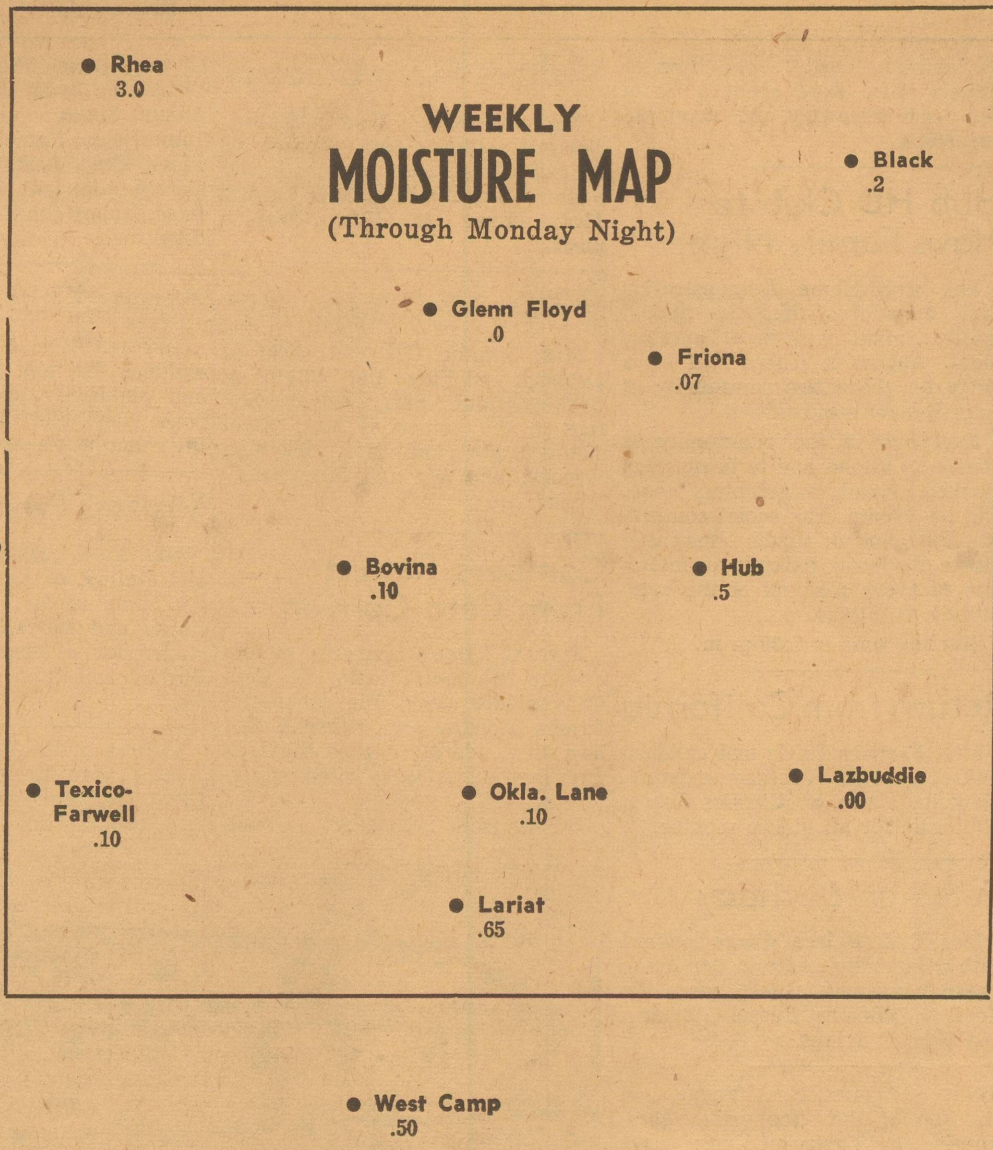 Rhea
3.0
WEEKLY
MOISTURE MAP
(Through Monday Night)
Black
.2
Glenn Floyd
.0
Friona
.07
Bovina
.10
Hub
.5
Texico-
Farwell
.10
Okla. Lane
.10
Lazbuddie
.00
Lariat
.65
West Camp
.50